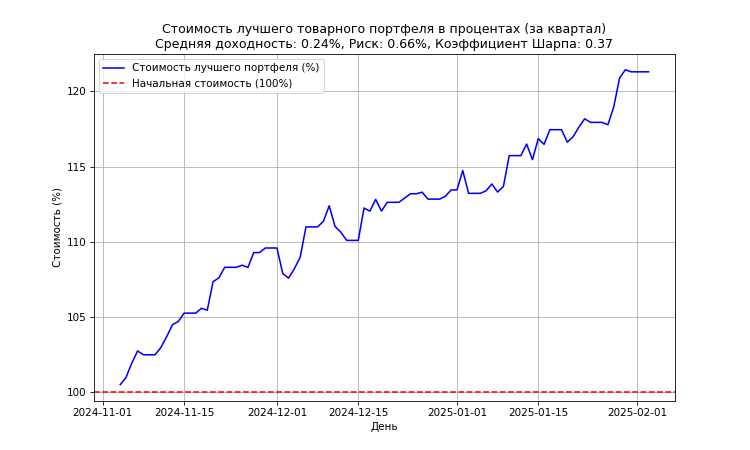 Стоимость лучшего товарного портфеля в процентах (за квартал)
Средняя доходность: 0.24%, Риск: 0.66%, Коэффициент Шарпа: 0.37
Стоимость лучшего портфеля (%)
Начальная стоимость (100%)
Стоимость (%)
120
115
110
105
100
2024-11-01 2024-11-15 2024-12-01 2024-12-15 2025-01-01 2025-01-15 2025-02-01
День